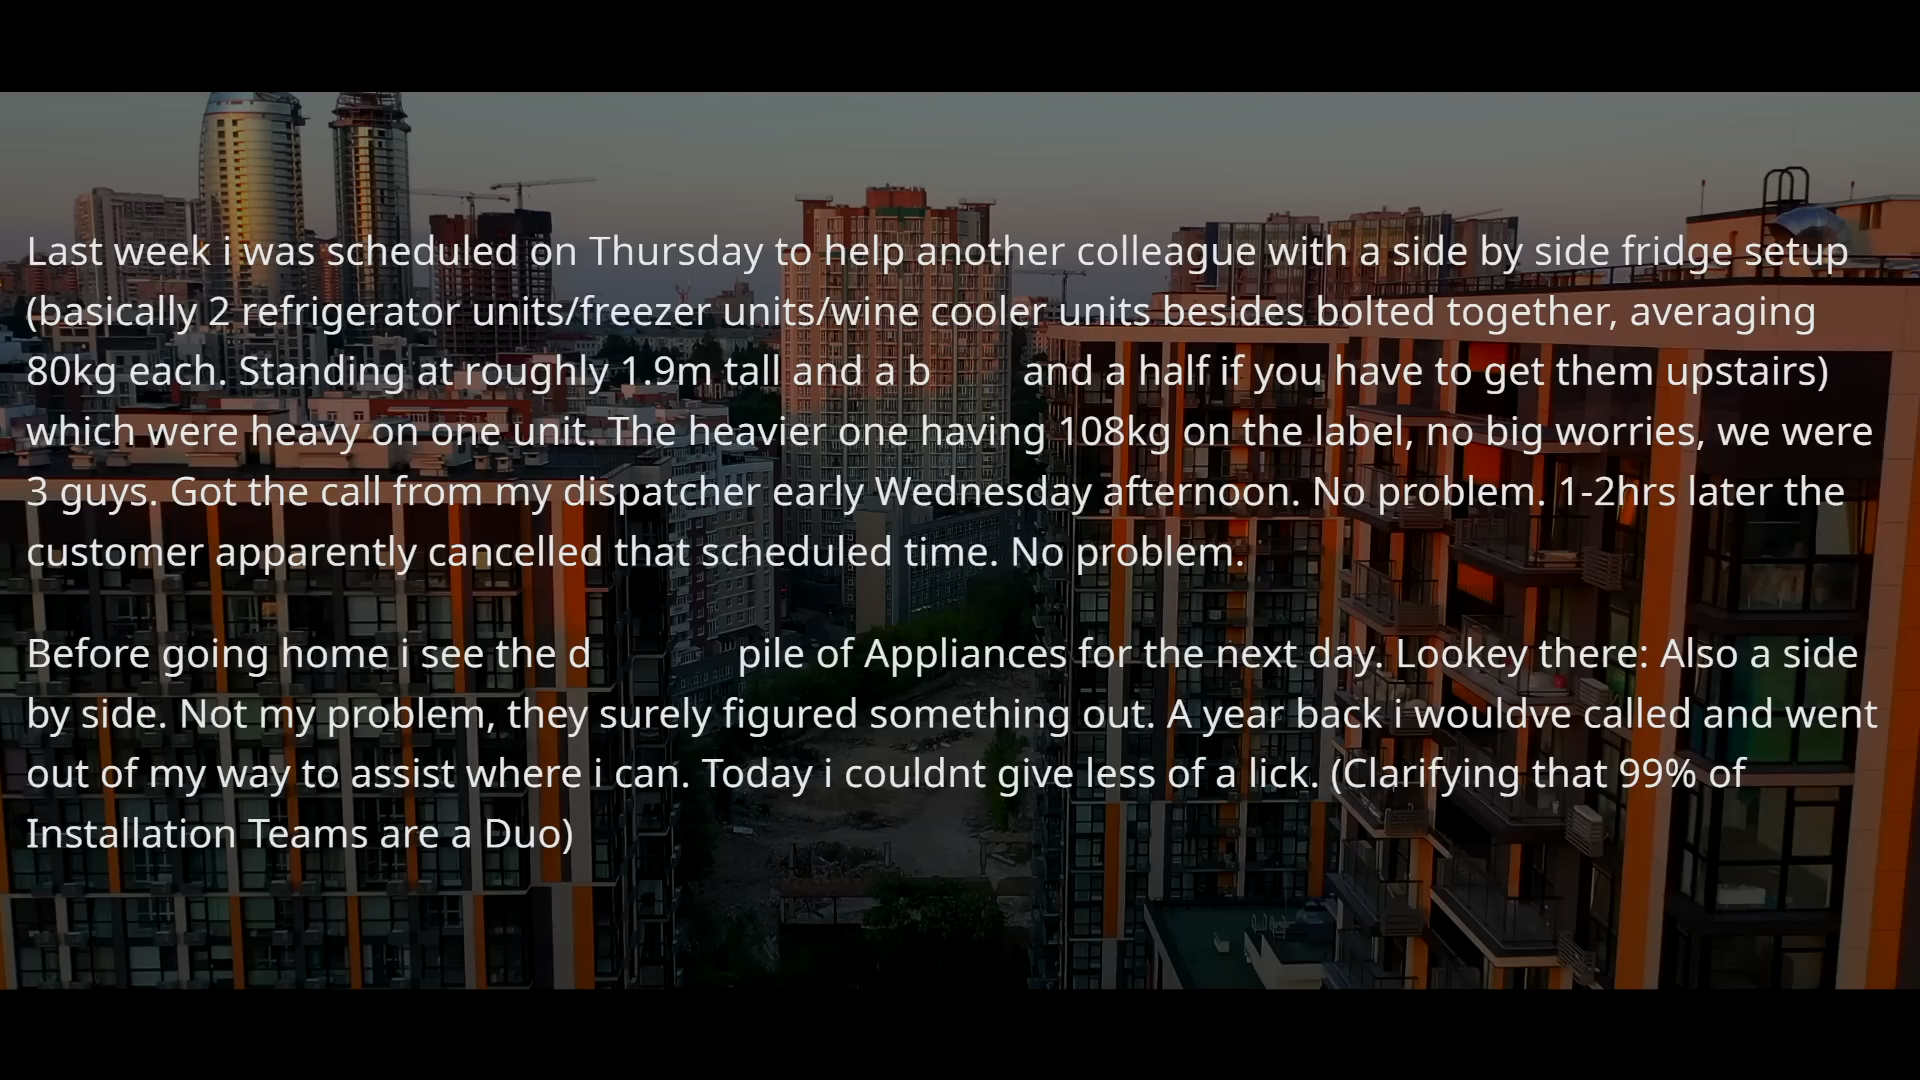 Last week i was scheduled on Thursday to help another colleague with a side by side fridge setup
(basically 2 refrigerator units/freezer units/wine cooler units besides bolted together, averaging
80kg each. Standing at roughly 1.9m tall and a b and a half if you have to get them upstairs)
which were heavy on one unit. The heavier one having 108kg on the label, no big worries, we were
3 guys. Got the call from my dispatcher early Wednesday afternoon. No problem. 1-2hrs later the
customer apparently cancelled that scheduled time. No problem.
Before going home i see the d pile of Appliances for the next day. Lookey there: Also a side
by side. Not my problem, they surely figured something out. A year back i wouldve called and went
out of my way to assist where i can. Today i couldnt give less of a lick. (Clarifying that 99% of
Installation Teams are a Duo)